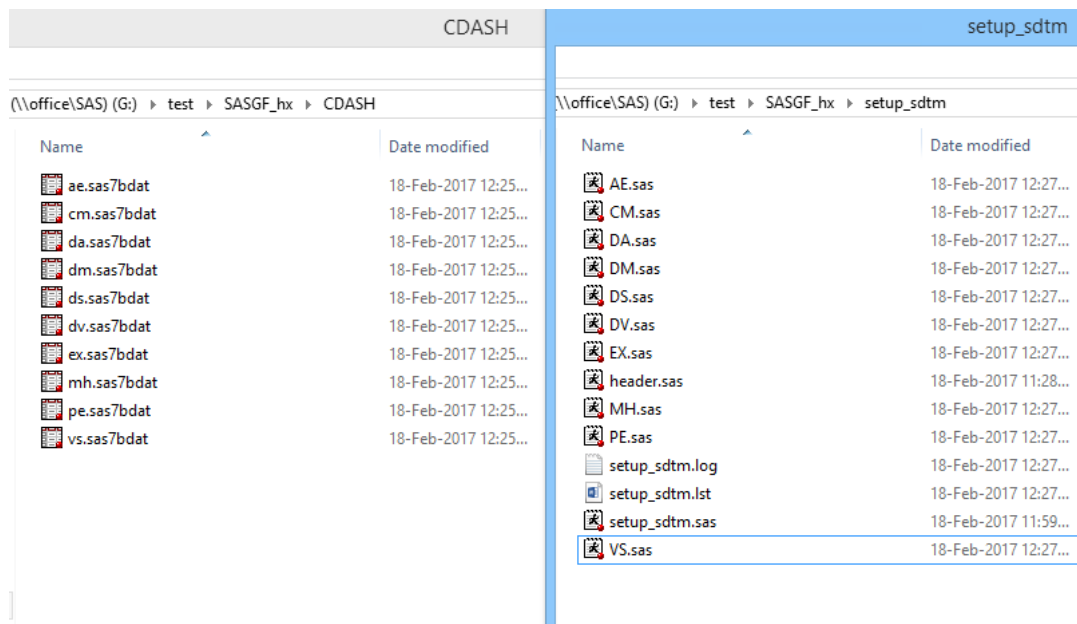 CDASH
(\\office\SAS) (G:) ▸ test ▸ SASGF_hx ▸ CDASH
Name Date modified
ae.sas7bdat 18-Feb-2017 12:25...
cm.sas7bdat 18-Feb-2017 12:25...
da.sas7bdat 18-Feb-2017 12:25...
dm.sas7bdat 18-Feb-2017 12:25...
ds.sas7bdat 18-Feb-2017 12:25...
dv.sas7bdat 18-Feb-2017 12:25...
ex.sas7bdat 18-Feb-2017 12:25...
mh.sas7bdat 18-Feb-2017 12:25...
pe.sas7bdat 18-Feb-2017 12:25...
vs.sas7bdat 18-Feb-2017 12:25...
setup_sdtm
\\office\SAS) (G:) ▸ test ▸ SASGF_hx ▸ setup_sdtm
Name Date modified
AE.sas 18-Feb-2017 12:27...
CM.sas 18-Feb-2017 12:27...
DA.sas 18-Feb-2017 12:27...
DM.sas 18-Feb-2017 12:27...
DS.sas 18-Feb-2017 12:27...
DV.sas 18-Feb-2017 12:27...
EX.sas 18-Feb-2017 12:27...
header.sas 18-Feb-2017 11:28...
MH.sas 18-Feb-2017 12:27...
PE.sas 18-Feb-2017 12:27...
setup_sdtm.log 18-Feb-2017 12:27...
setup_sdtm.lst 18-Feb-2017 12:27...
setup_sdtm.sas 18-Feb-2017 11:59...
VS.sas 18-Feb-2017 12:27...